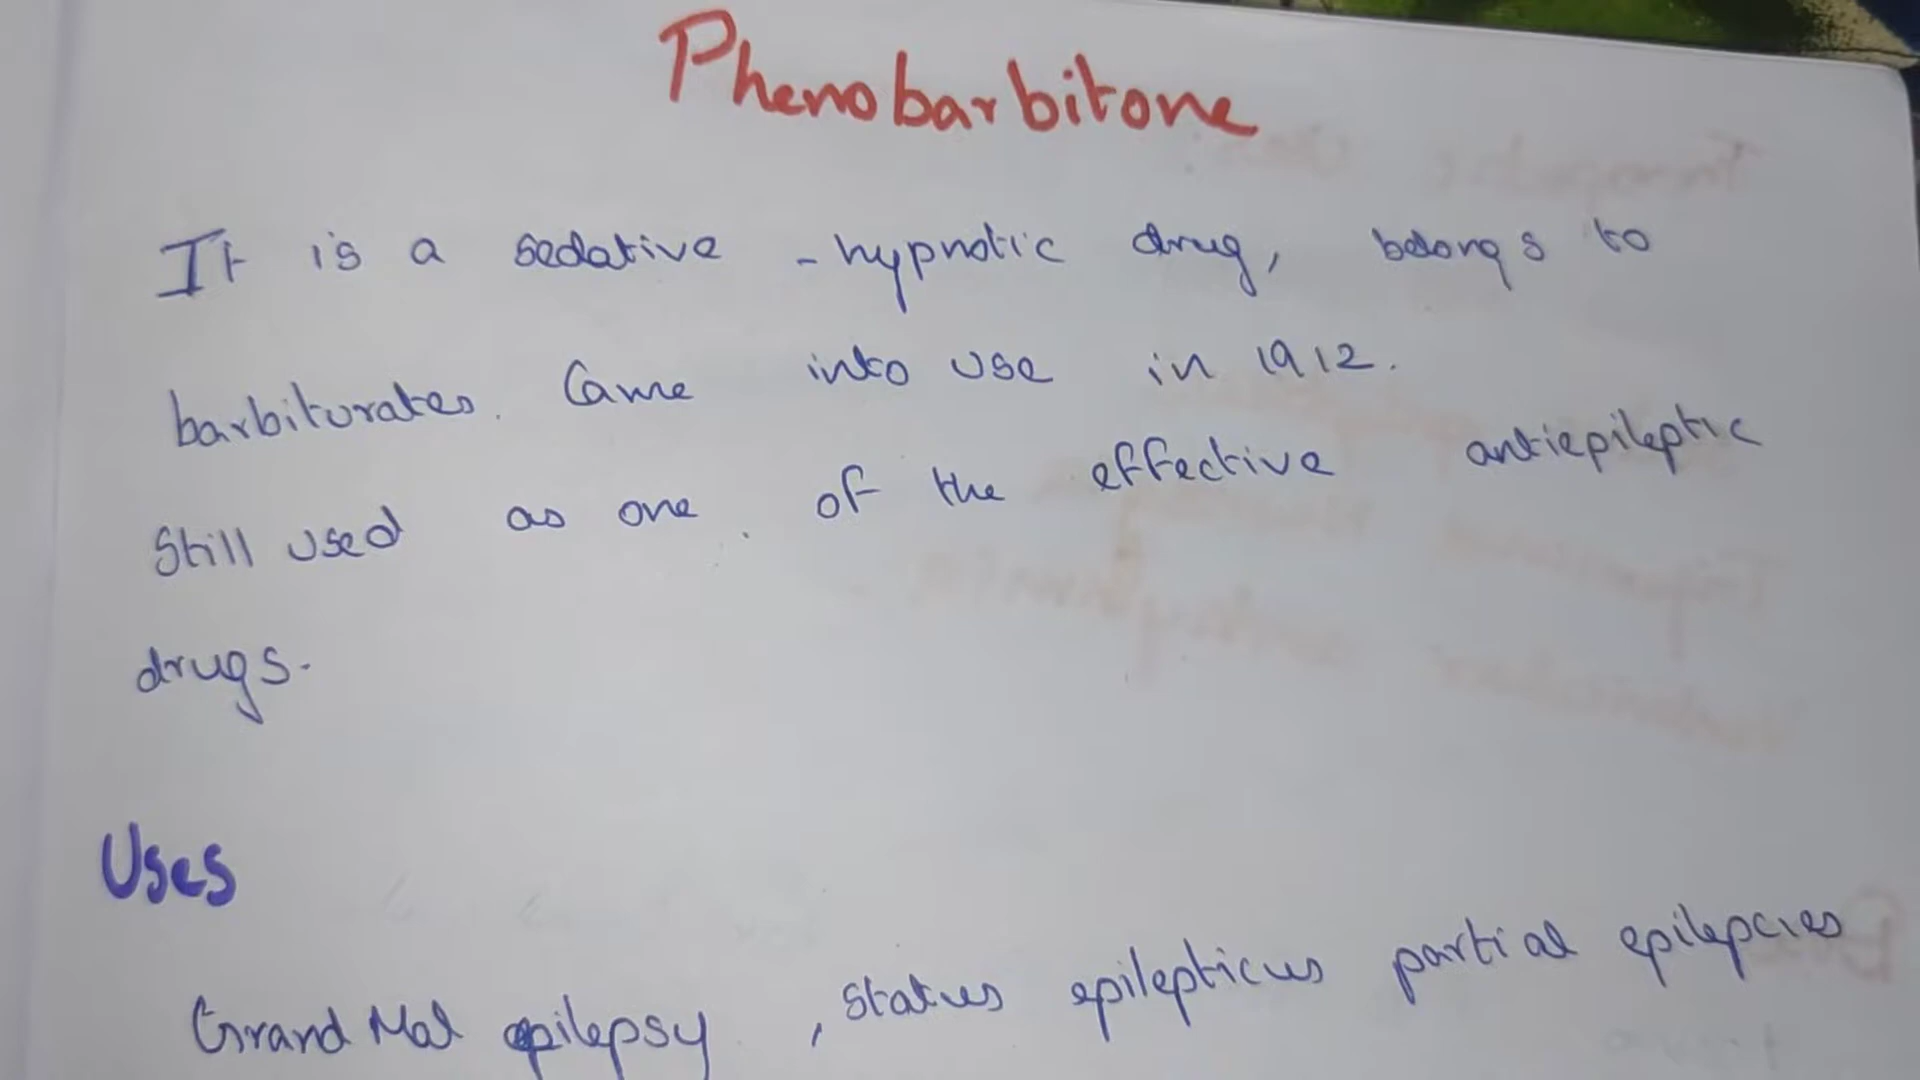 Phenobarbitone
It is a sedative - hypnotic drug, belongs to
barbiturates. Came into use in 1912.
Still used as one of the effective antiepileptic
drugs.
Uses
Grand Mal epilepsy, status epilepticus partial epilepcies